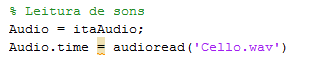 % Leitura de sons
Audio = itaAudio;
Audio.time = audioread('Cello.wav')